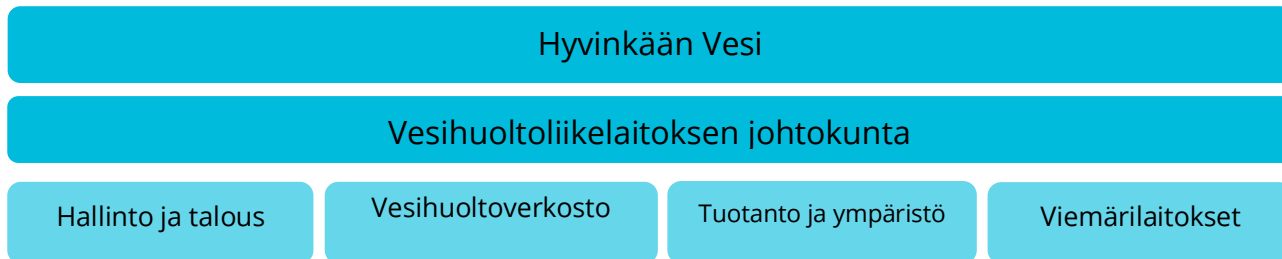 Hyvinkään Vesi
Vesihuoltoliikelaitoksen johtokunta
Hallinto ja talous
Vesihuoltoverkosto
Tuotanto ja ympäristö
Viemärilaitokset